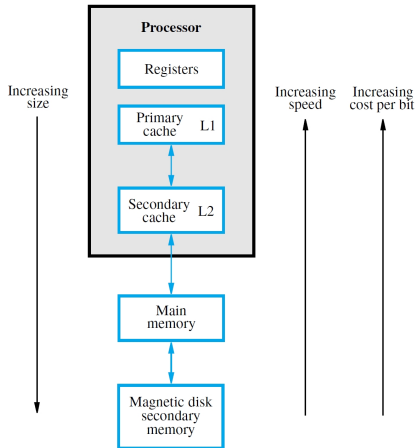 Processor
Registers
Increasing
size
Increasing
speed
Increasing
cost per bit
Primary
cache L1
Secondary
cache L2
Main
memory
Magnetic disk
secondary
memory